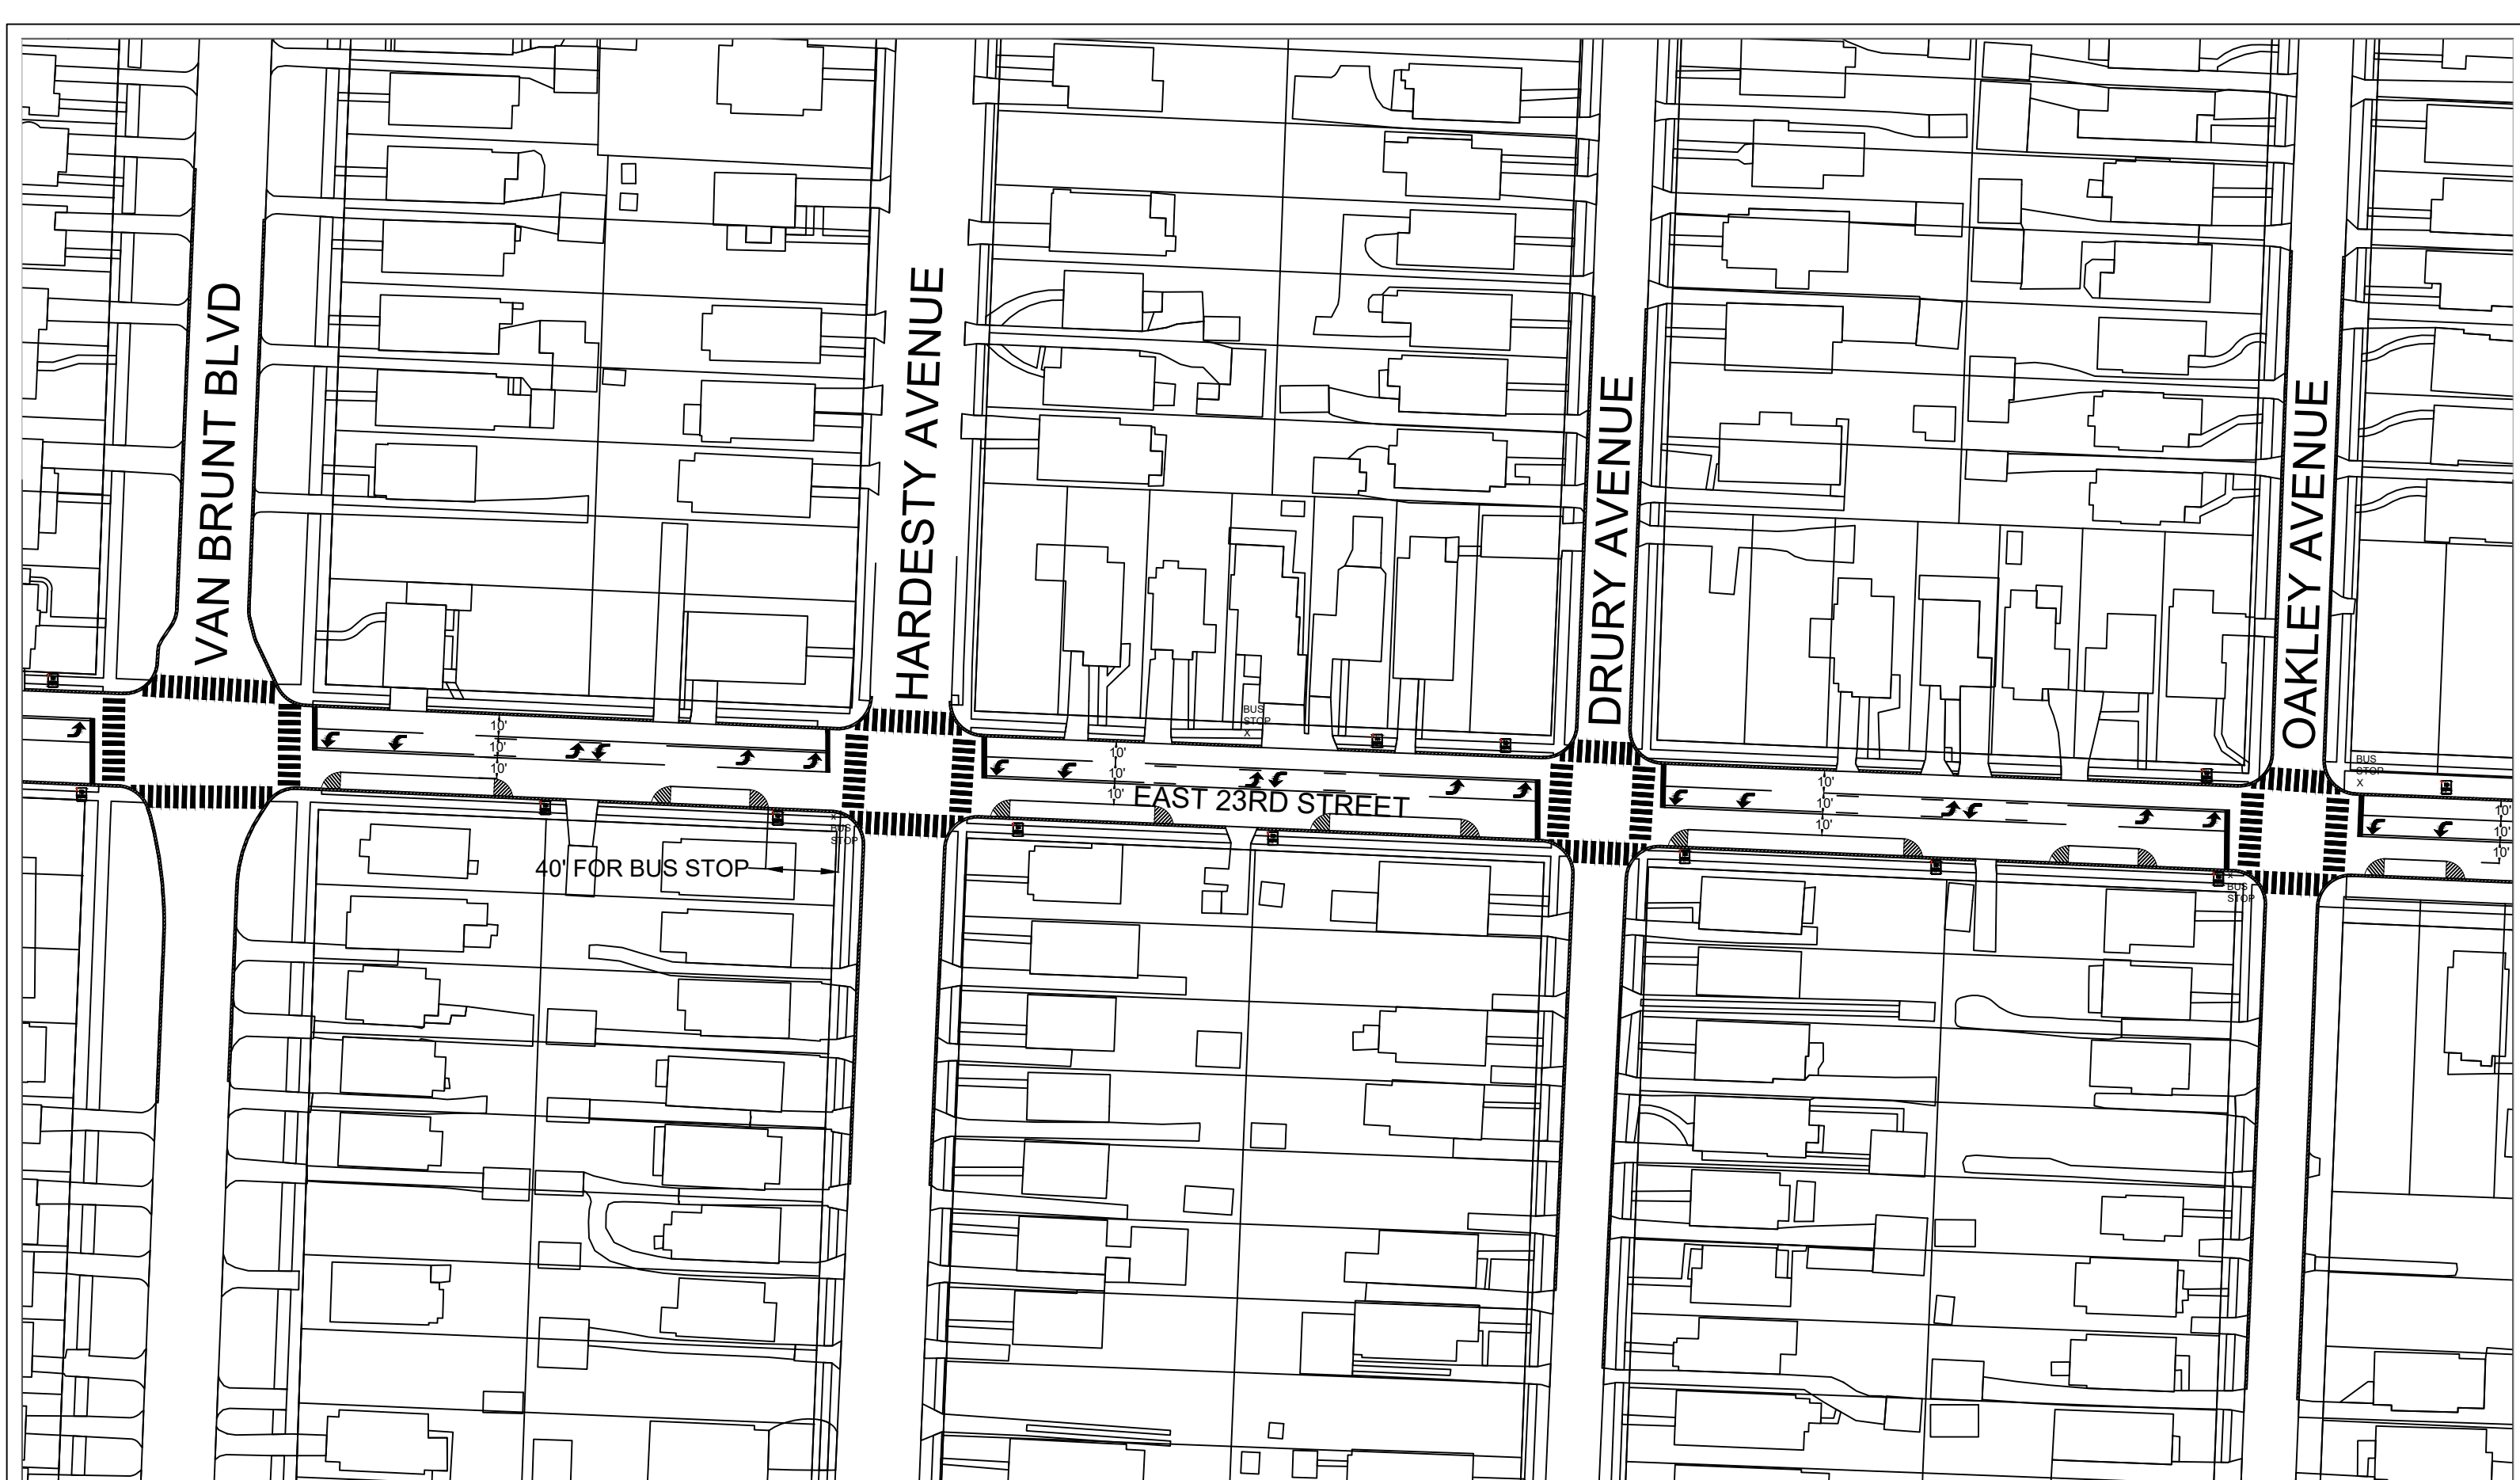 VAN BRUNT BLVD
HARDESTY AVENUE
DRURY AVENUE
OAKLEY AVENUE
BUS
STOP
X
10'
10'
10'
10'
10'
10'
EAST 23RD STREET
10'
10'
10'
BUS
STOP
X
10'
10'
10'
X
BUS
STOP
40' FOR BUS STOP
X
BUS
STOP